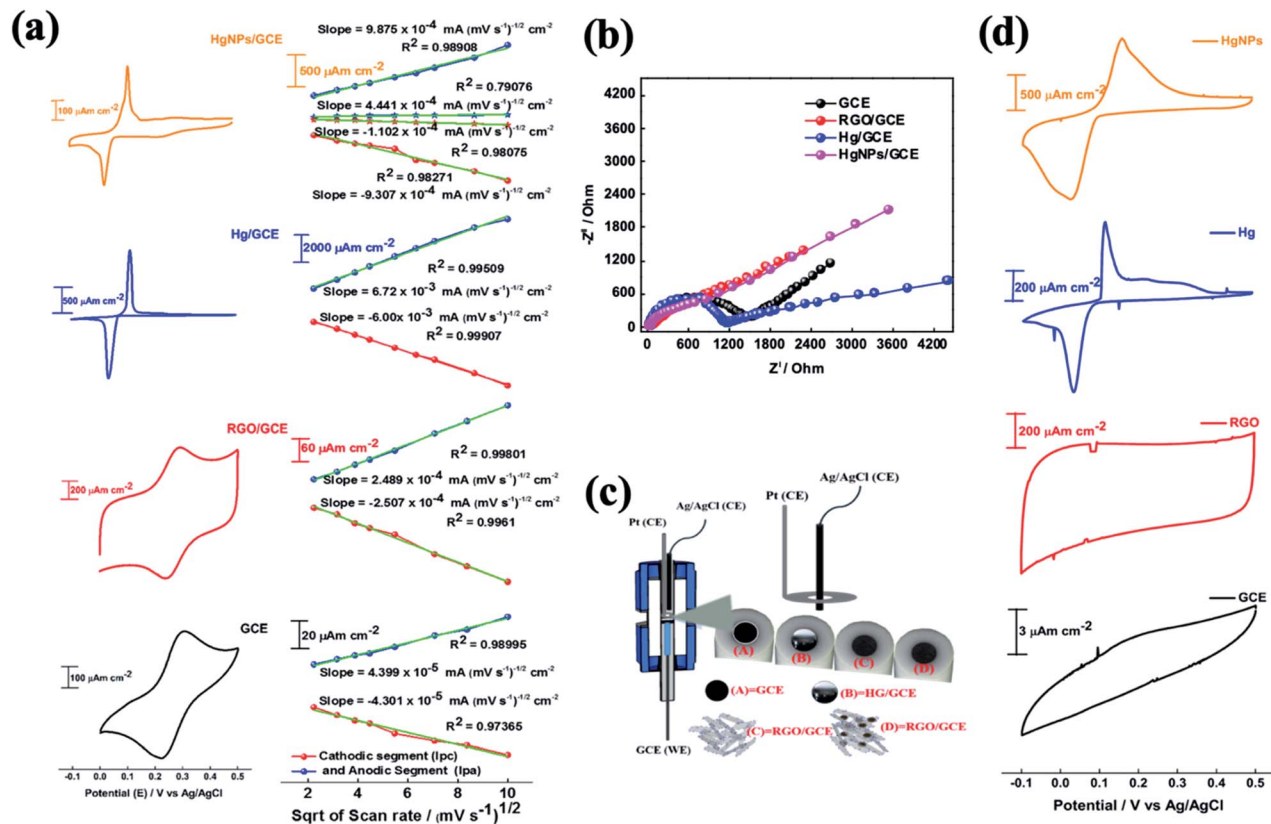 (a)
HgNPs/GCE
100 µAm cm-2
Slope = 9.875 x 10-4 mA (mV s-1)-1/2 cm-2
R2 = 0.98908
500 µAm cm-2
R2 = 0.79076
Slope = 4.441 x 10-4 mA (mV s-1)-1/2 cm-2
Slope = -1.102 x 10-4 mA (mV s-1)-1/2 cm-2
R2 = 0.98075
R2 = 0.98271
Slope = -9.307 x 10-4 mA (mV s-1)-1/2 cm-2
Hg/GCE
500 µAm cm-2
2000 µAm cm-2
R2 = 0.99509
Slope = 6.72 x 10-3 mA (mV s-1)-1/2 cm-2
Slope = -6.00x 10-3 mA (mV s-1)-1/2 cm-2
R2 = 0.99907
RGO/GCE
200 µAm cm-2
60 µAm cm-2
R2 = 0.99801
Slope = 2.489 x 10-4 mA (mV s-1)-1/2 cm-2
Slope = -2.507 x 10-4 mA (mV s-1)-1/2 cm-2
R2 = 0.9961
GCE
100 µAm cm-2
20 µAm cm-2
R2 = 0.98995
Slope = 4.399 x 10-5 mA (mV s-1)-1/2 cm-2
Slope = -4.301 x 10-5 mA (mV s-1)-1/2 cm-2
R2 = 0.97365
Cathodic segment (Ipc)
and Anodic Segment (Ipa)
-0.1 0.0 0.1 0.2 0.3 0.4 0.5
Potential (E) / V vs Ag/AgCl
2 4 6 8 10
Sqrt of Scan rate / (mV s-1)1/2
(b)
4200
3600
3000
2400
1800
1200
600
0
-Z" / Ohm
GCE
RGO/GCE
Hg/GCE
HgNPs/GCE
0 600 1200 1800 2400 3000 3600 4400
Z' / Ohm
(c)
Pt (CE)
Ag/AgCl (CE)
Pt (CE)
Ag/AgCl (CE)
(A)
(B)
(C)
(D)
(A)=GCE
(B)=HG/GCE
(C)=RGO/GCE
(D)=RGO/GCE
GCE (WE)
(d)
HgNPs
500 µAm cm-2
Hg
200 µAm cm-2
RGO
200 µAm cm-2
GCE
3 µAm cm-2
-0.1 0.0 0.1 0.2 0.3 0.4 0.5
Potential / V vs Ag/AgCl